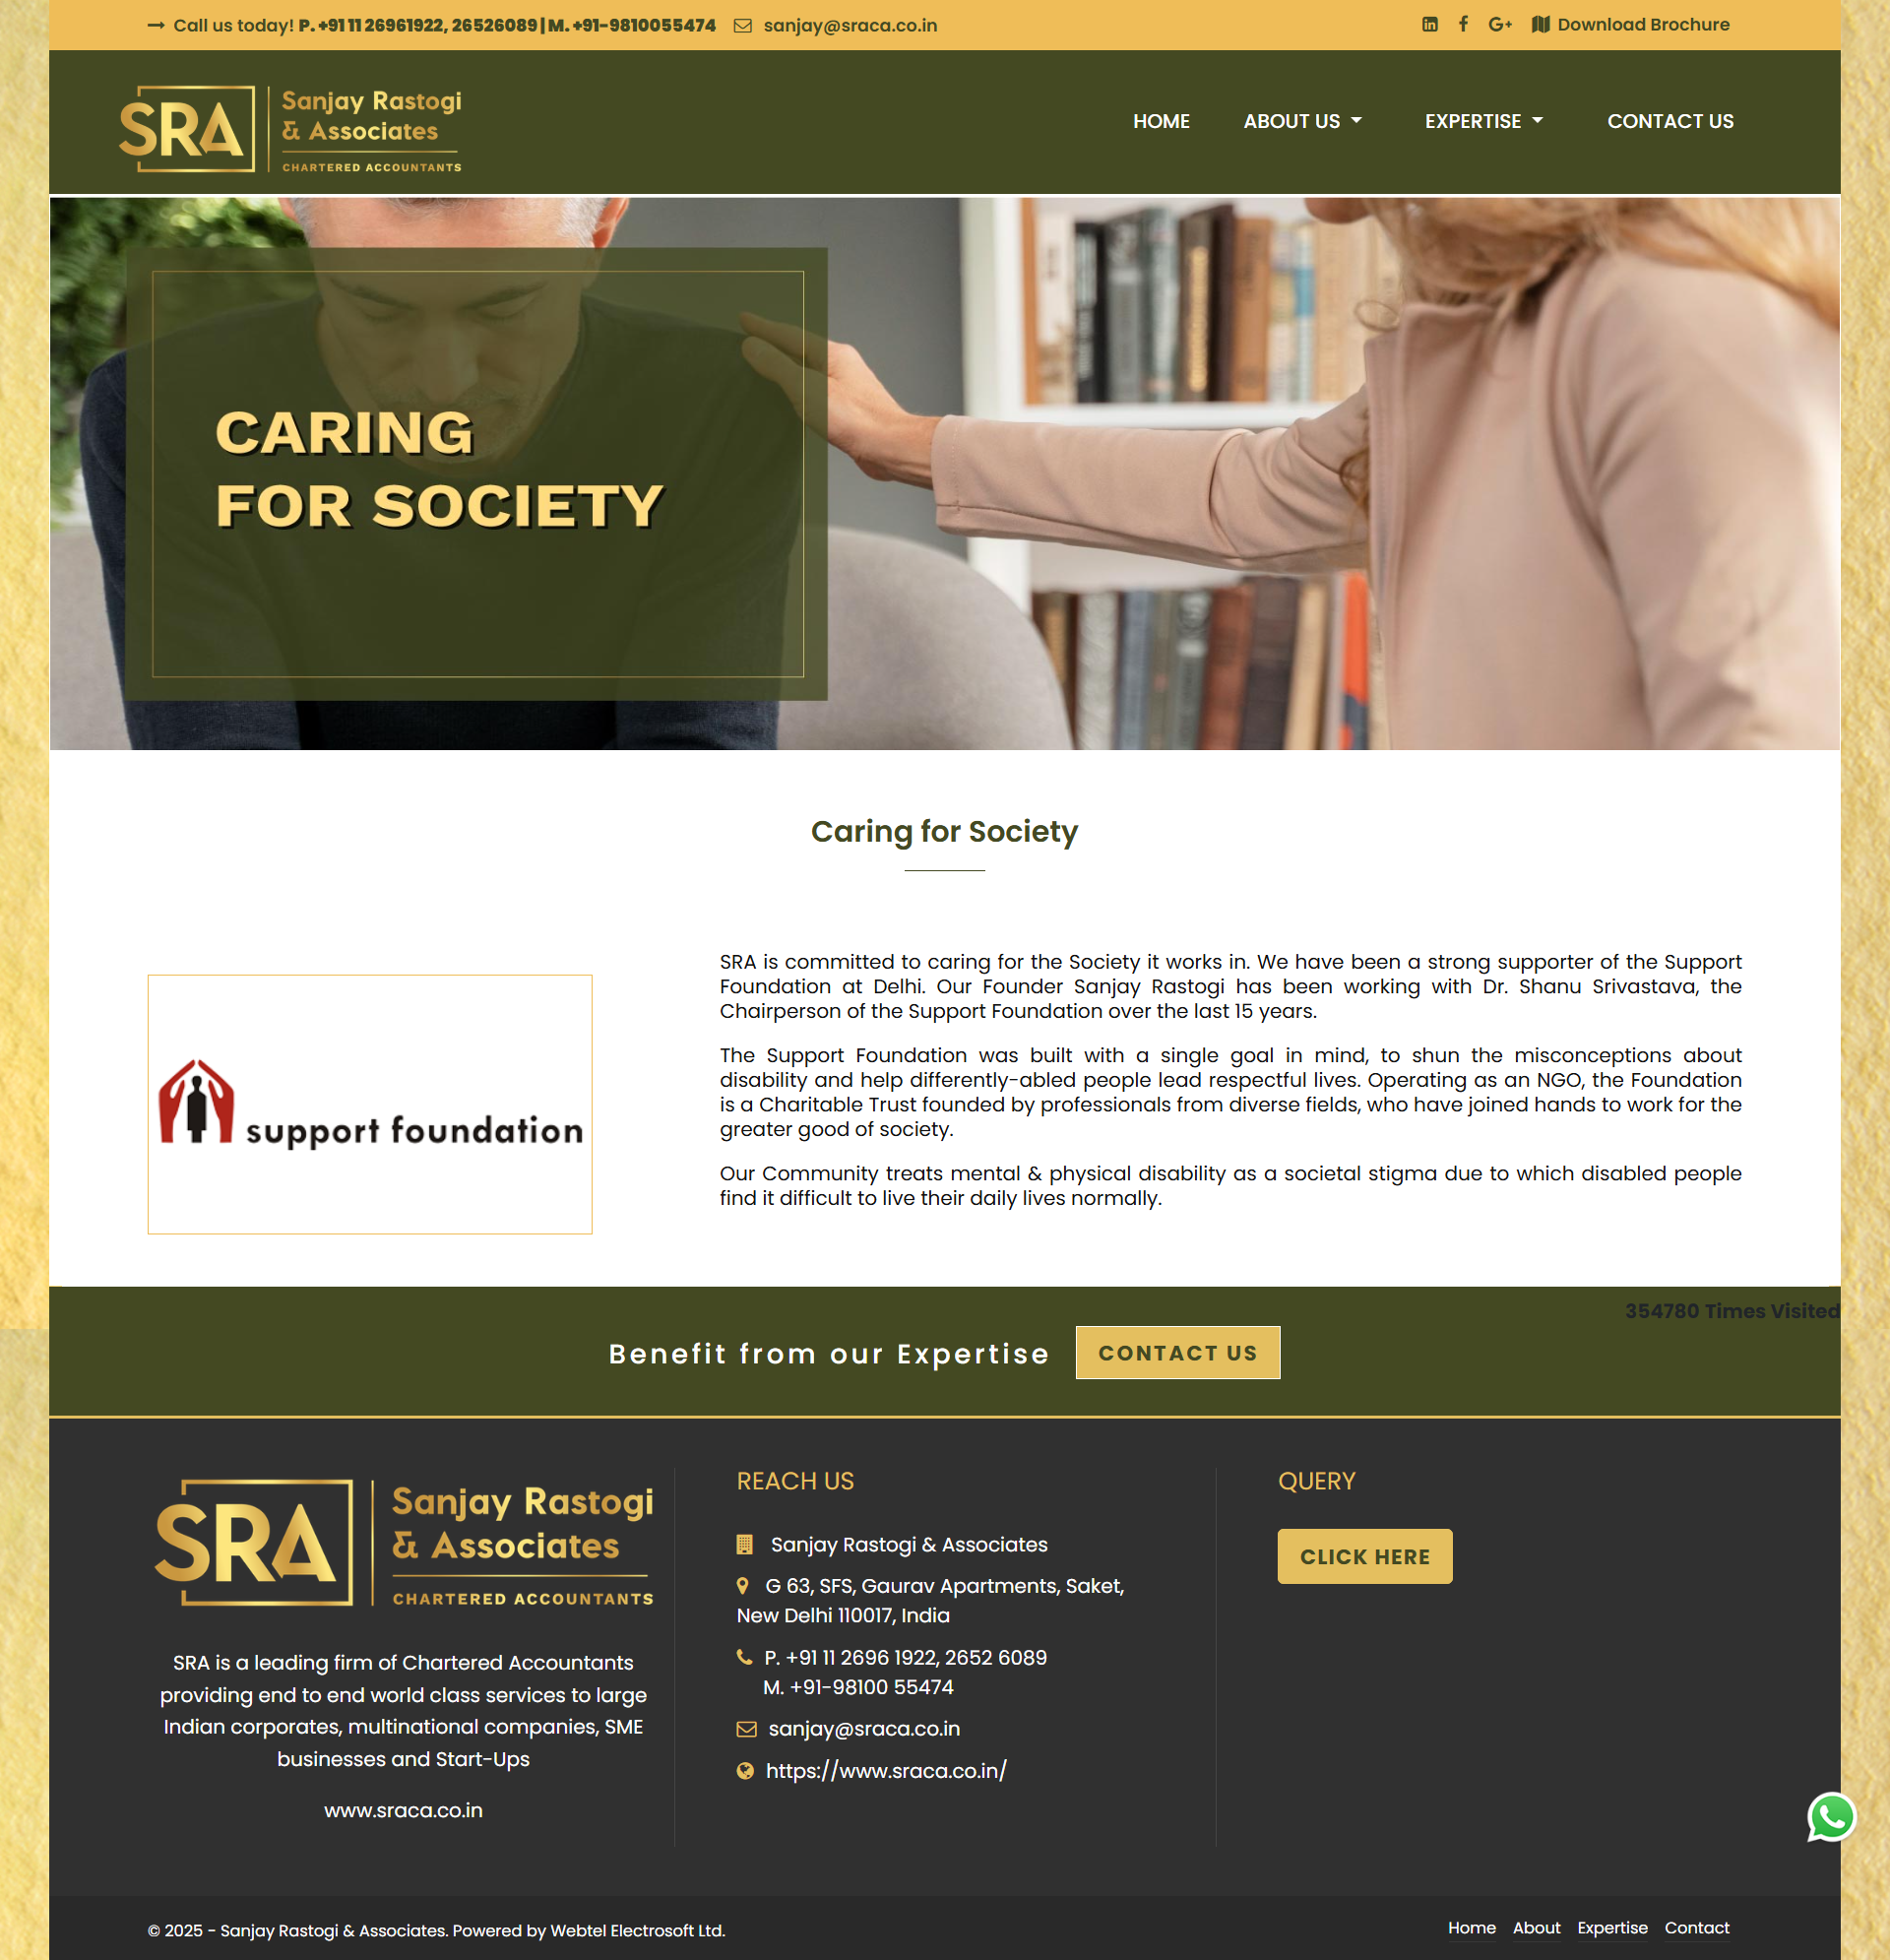 Call us today! P. +91 11 26961922, 26526089 | M. +91-9810055474 sanjay@sraca.co.in Download Brochure
SRA
Sanjay Rastogi
& Associates
CHARTERED ACCOUNTANTS
HOME ABOUT US EXPERTISE CONTACT US
CARING
FOR SOCIETY
Caring for Society
support foundation
SRA is committed to caring for the Society it works in. We have been a strong supporter of the Support
Foundation at Delhi. Our Founder Sanjay Rastogi has been working with Dr. Shanu Srivastava, the
Chairperson of the Support Foundation over the last 15 years.
The Support Foundation was built with a single goal in mind, to shun the misconceptions about
disability and help differently-abled people lead respectful lives. Operating as an NGO, the Foundation
is a Charitable Trust founded by professionals from diverse fields, who have joined hands to work for the
greater good of society.
Our Community treats mental & physical disability as a societal stigma due to which disabled people
find it difficult to live their daily lives normally.
354780 Times Visited
Benefit from our Expertise CONTACT US
SRA
Sanjay Rastogi
& Associates
CHARTERED ACCOUNTANTS
SRA is a leading firm of Chartered Accountants
providing end to end world class services to large
Indian corporates, multinational companies, SME
businesses and Start-Ups
www.sraca.co.in
REACH US
Sanjay Rastogi & Associates
G 63, SFS, Gaurav Apartments, Saket,
New Delhi 110017, India
P. +91 11 2696 1922, 2652 6089
M. +91-98100 55474
sanjay@sraca.co.in
https://www.sraca.co.in/
QUERY
CLICK HERE
© 2025 - Sanjay Rastogi & Associates. Powered by Webtel Electrosoft Ltd.
Home About Expertise Contact